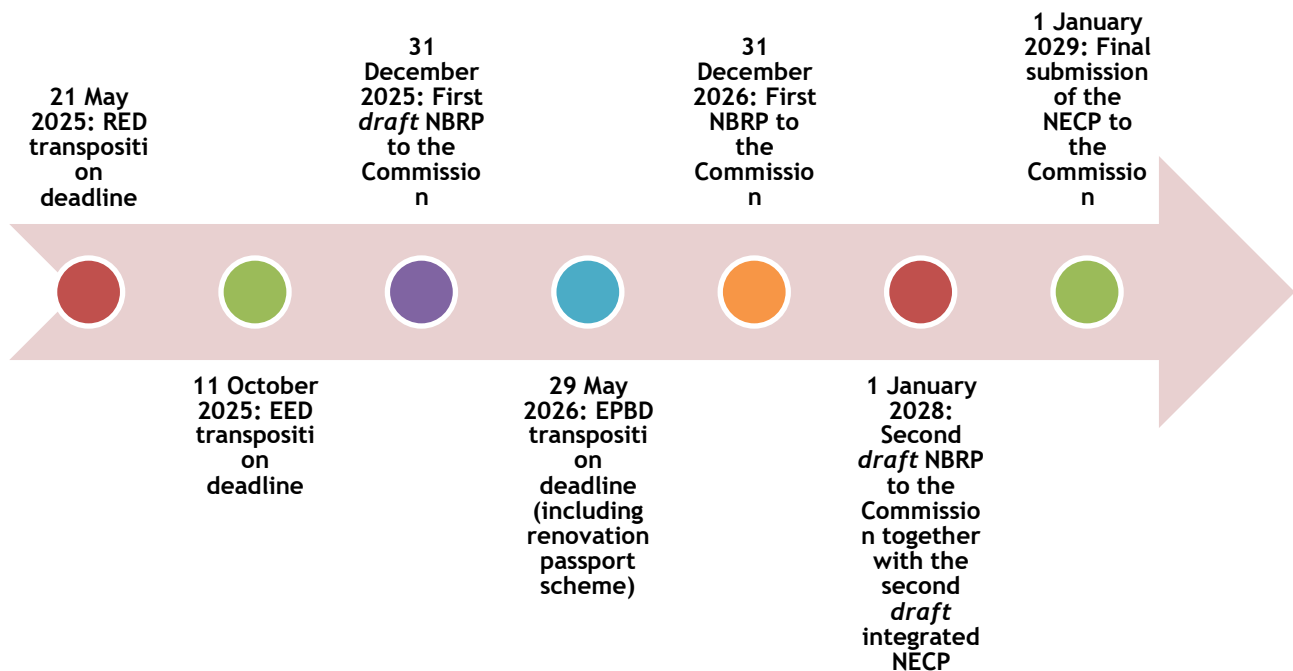 21 May
2025: RED
transpositi
on
deadline
11 October
2025: EED
transpositi
on
deadline
31
December
2025: First
draft NBRP
to the
Commissio
n
29 May
2026: EPBD
transpositi
on
deadline
(including
renovation
passport
scheme)
31
December
2026: First
NBRP to
the
Commissio
n
1 January
2028:
Second
draft NBRP
to the
Commissio
n together
with the
second
draft
integrated
NECP
1 January
2029: Final
submission
of the
NECP to
the
Commissio
n